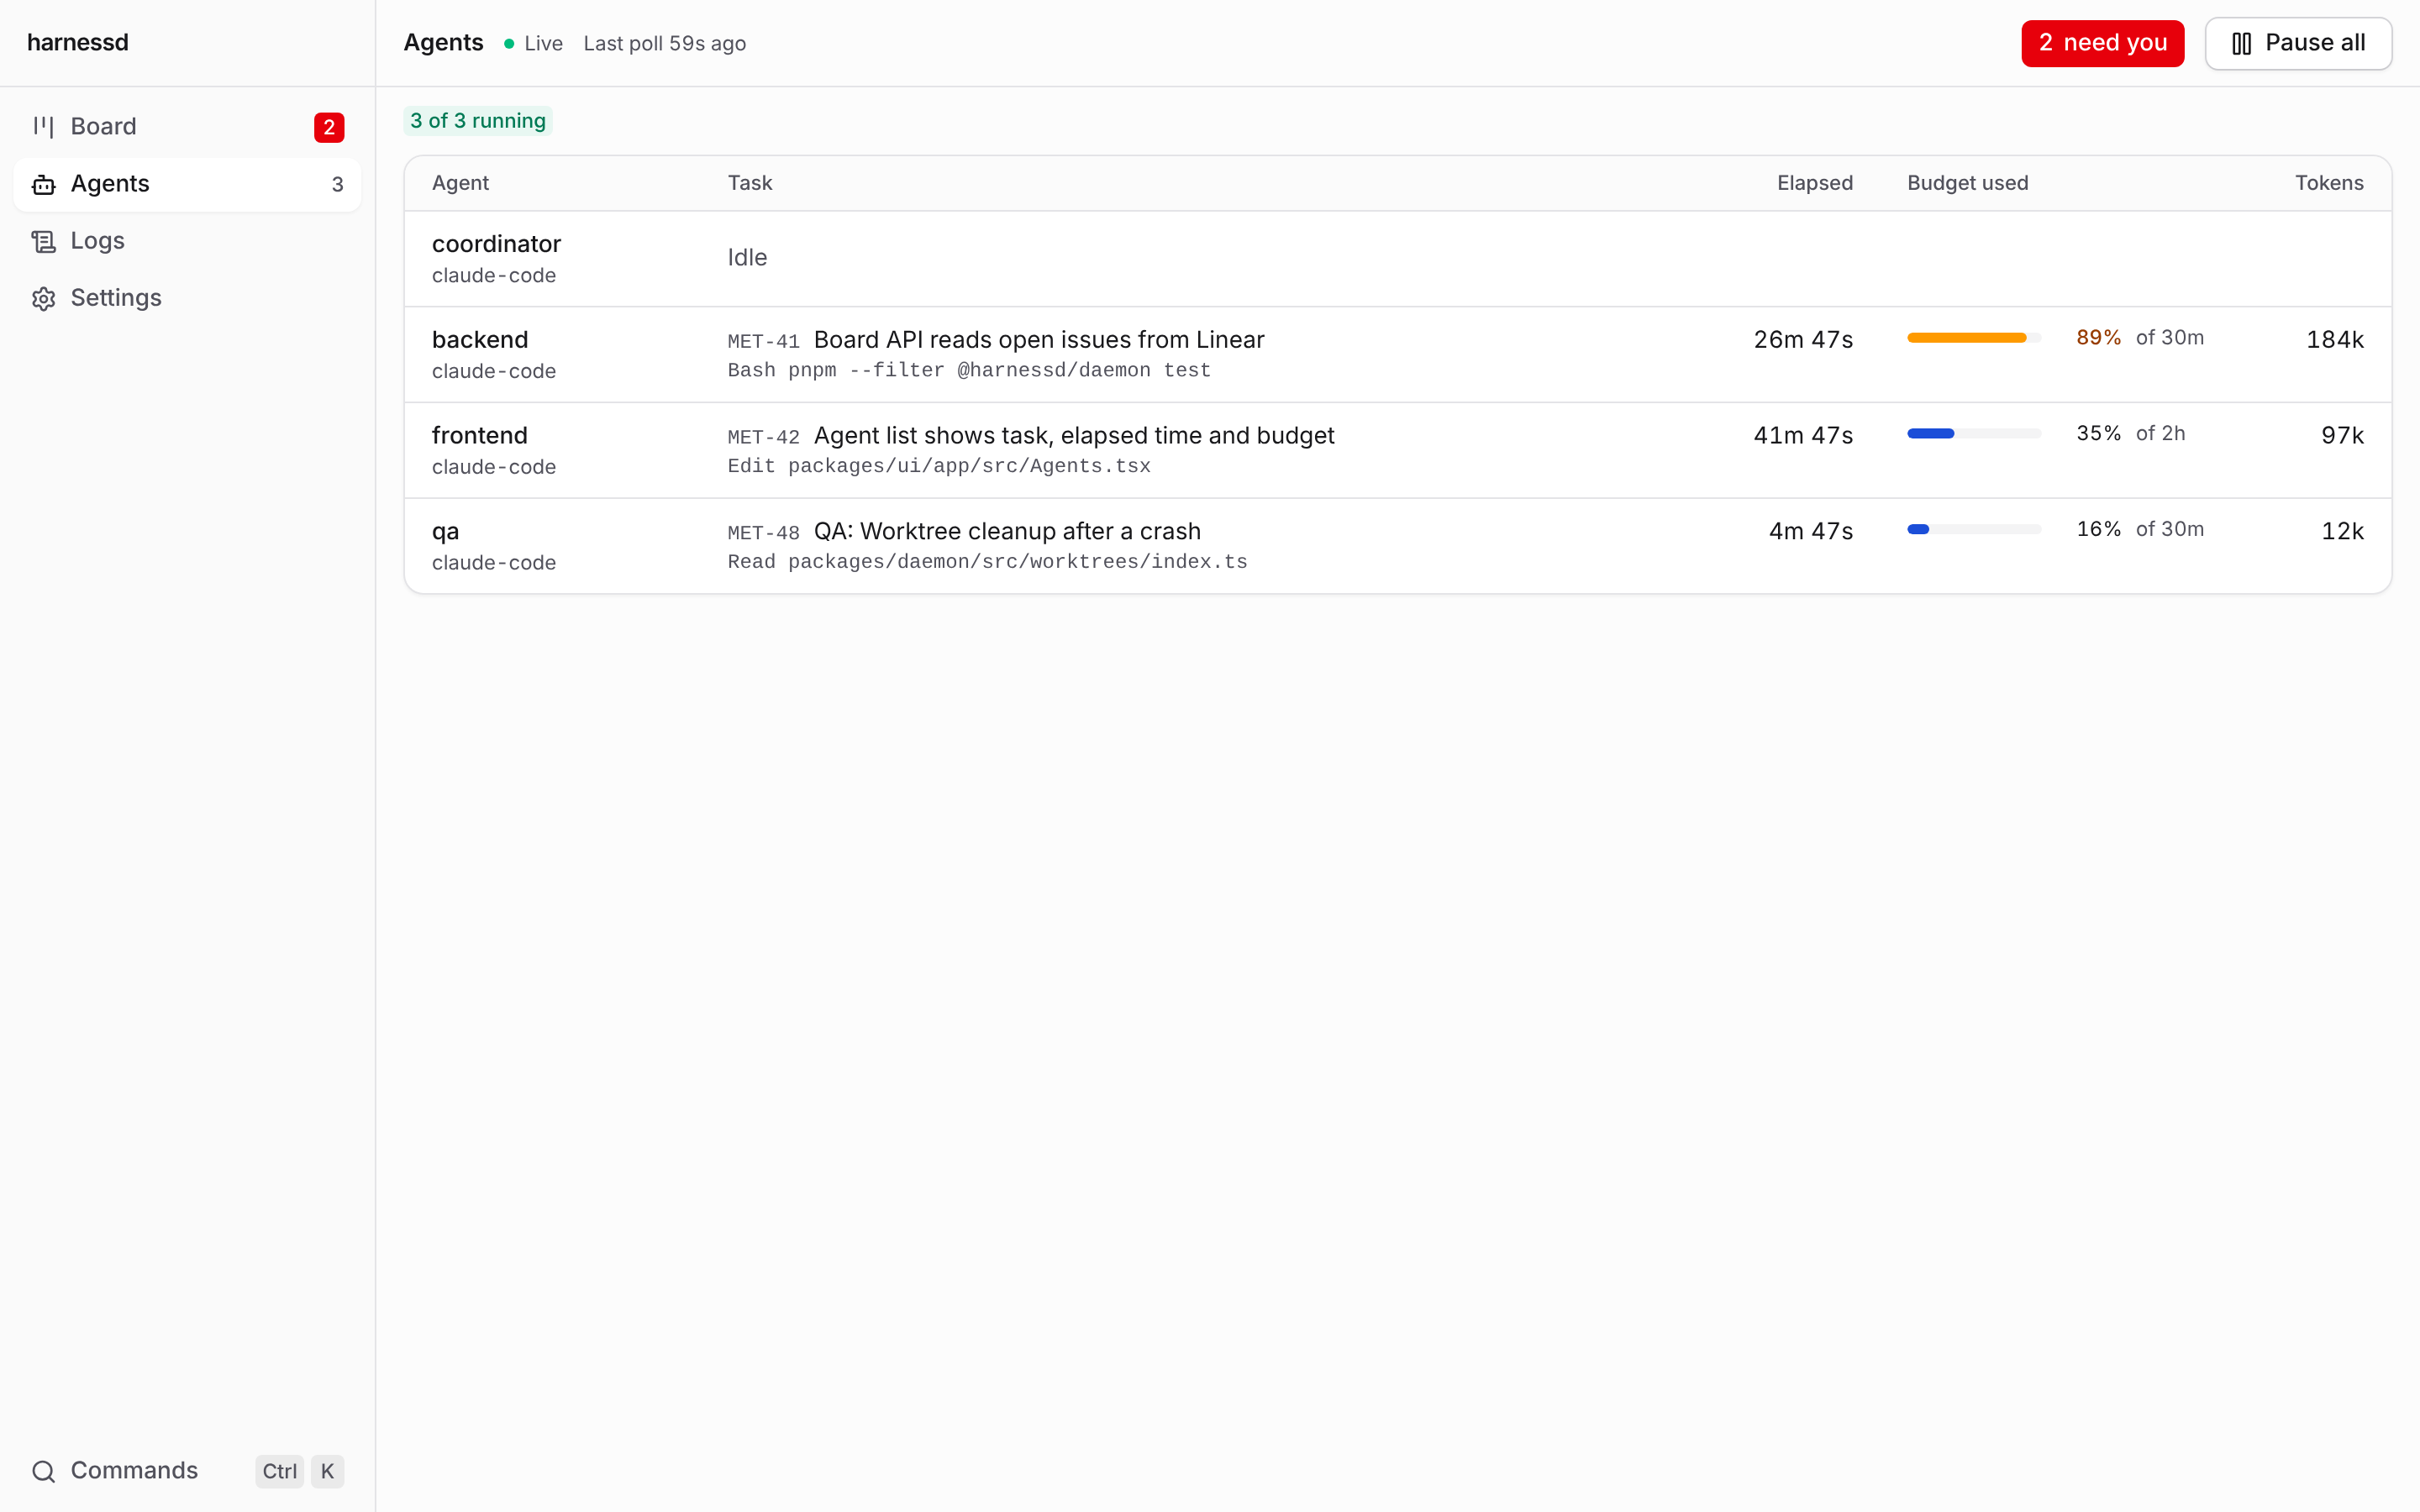 harnessd
Agents Live Last poll 59s ago 2 need you Pause all
Board 2
Agents 3
Logs
Settings
3 of 3 running
Agent Task Elapsed Budget used Tokens
coordinator
claude-code
Idle
backend
claude-code
MET-41 Board API reads open issues from Linear
Bash pnpm --filter @harnessd/daemon test
26m 47s 89% of 30m 184k
frontend
claude-code
MET-42 Agent list shows task, elapsed time and budget
Edit packages/ui/app/src/Agents.tsx
41m 47s 35% of 2h 97k
qa
claude-code
MET-48 QA: Worktree cleanup after a crash
Read packages/daemon/src/worktrees/index.ts
4m 47s 16% of 30m 12k
Commands Ctrl K